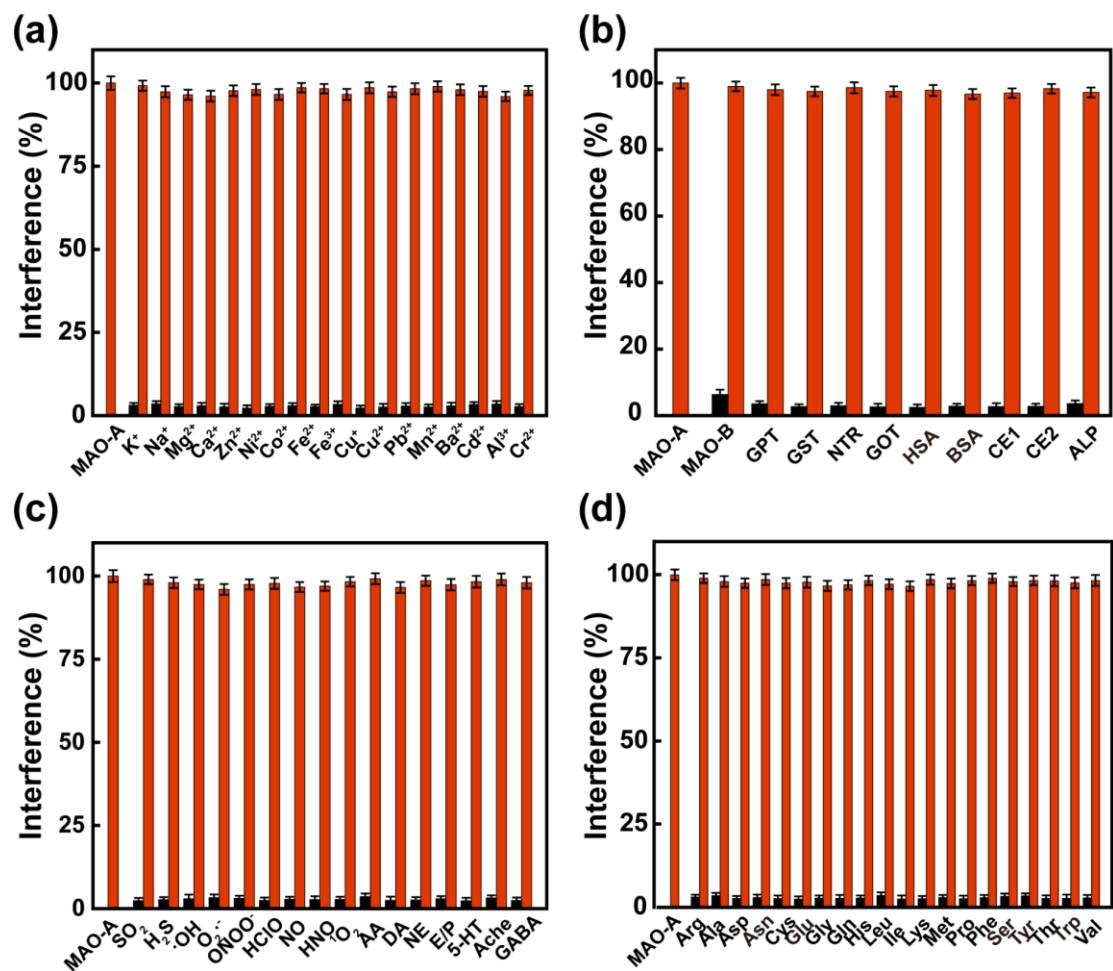 (a)
Interference (%)
100
75
50
25
0
MAO-A
K⁺
Na⁺
Mg²⁺
Ca²⁺
Zn²⁺
Ni²⁺
Co²⁺
Fe²⁺
Fe³⁺
Cu⁺
Cu²⁺
Pb²⁺
Mn²⁺
Ba²⁺
Cd²⁺
Al³⁺
Cr²⁺
(b)
Interference (%)
100
80
60
40
20
0
MAO-A
MAO-B
GPT
GST
NTR
GOT
HSA
BSA
CE1
CE2
ALP
(c)
Interference (%)
100
75
50
25
0
MAO-A
SO₂
H₂S
·OH
O₂·⁻
ONOO⁻
HClO
NO
HNO
¹O₂
AA
DA
NE
E/P
5-HT
Ache
GABA
(d)
Interference (%)
100
75
50
25
0
MAO-A
Arg
Ala
Asp
Asn
Cys
Glu
Gly
Gln
His
Leu
Ile
Lys
Met
Pro
Phe
Ser
Tyr
Thr
Trp
Val